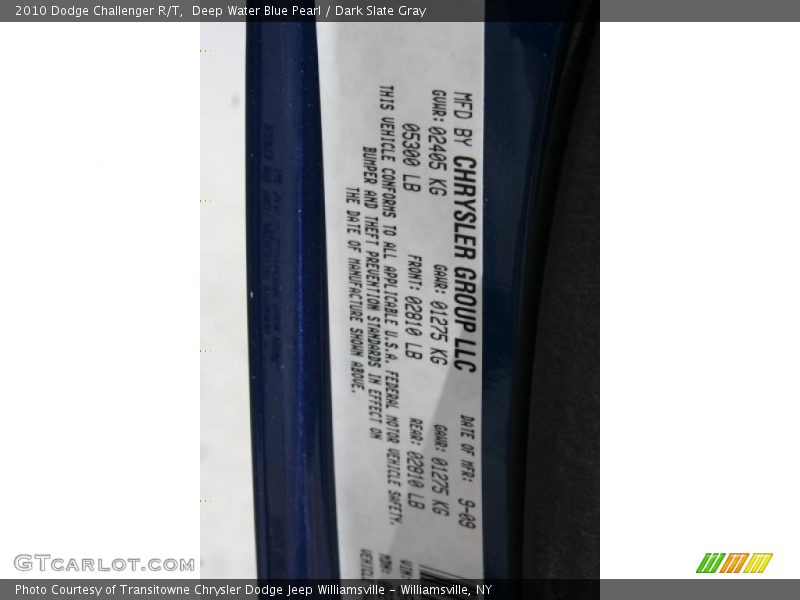 2010 Dodge Challenger R/T,  Deep Water Blue Pearl / Dark Slate Gray
MFD BY CHRYSLER GROUP LLC DATE OF MFR: 9-09
GVWR: 02405 KG GAWR: 01275 KG GAWR: 01275 KG
05300 LB FRONT: 02810 LB REAR: 02810 LB
THIS VEHICLE CONFORMS TO ALL APPLICABLE U.S.A. FEDERAL MOTOR VEHICLE SAFETY,
BUMPER AND THEFT PREVENTION STANDARDS IN EFFECT ON
THE DATE OF MANUFACTURE SHOWN ABOVE.
GTcarlot.com
Photo Courtesy of Transitowne Chrysler Dodge Jeep Williamsville - Williamsville, NY